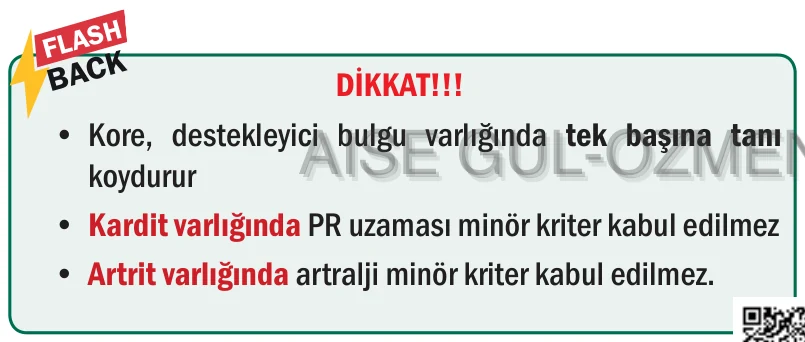 FLASH
BACK
DİKKAT!!!
• Kore, destekleyici bulgu varlığında tek başına tanı
koydurur
• Kardit varlığında PR uzaması minör kriter kabul edilmez
• Artrit varlığında artralji minör kriter kabul edilmez.
AISE GUL-OZMEN